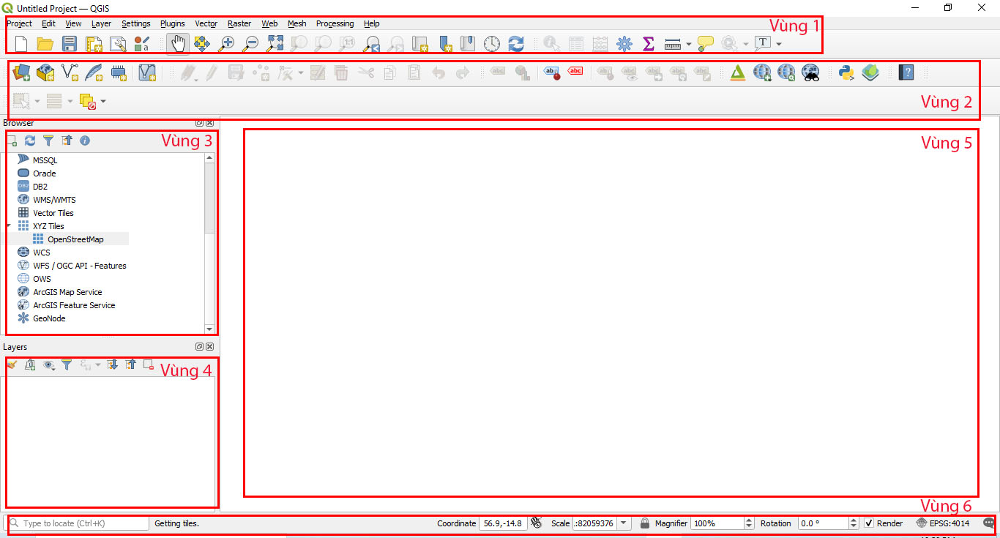 Untitled Project — QGIS
Project Edit View Layer Settings Plugins Vector Raster Web Mesh Processing Help
Vùng 1
Vùng 2
Browser
Vùng 3
MSSQL
Oracle
DB2 DB2
WMS/WMTS
Vector Tiles
XYZ Tiles
OpenStreetMap
WCS
WFS / OGC API - Features
OWS
ArcGIS Map Service
ArcGIS Feature Service
GeoNode
Layers
Vùng 4
Vùng 5
Vùng 6
Type to locate (Ctrl+K) Getting tiles. Coordinate 56.9,-14.8 Scale .:82059376 Magnifier 100% Rotation 0.0 ° Render EPSG:4014